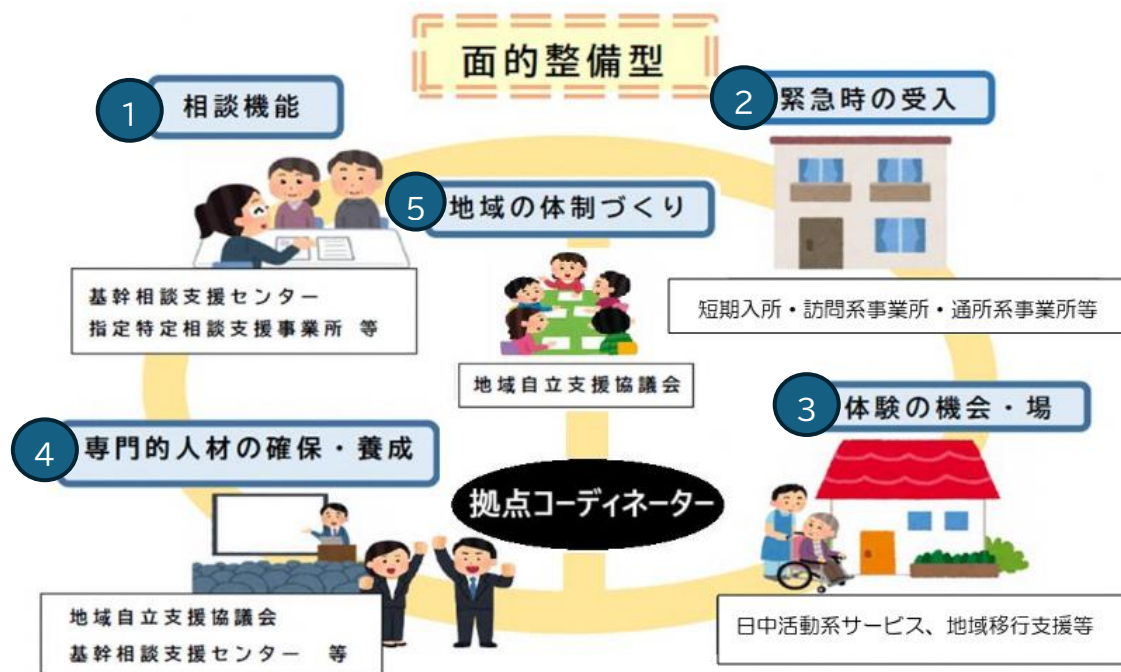 面的整備型
1 相談機能
基幹相談支援センター
指定特定相談支援事業所 等
2 緊急時の受入
短期入所・訪問系事業所・通所系事業所等
5 地域の体制づくり
地域自立支援協議会
3 体験の機会・場
日中活動系サービス、地域移行支援等
4 専門的人材の確保・養成
地域自立支援協議会
基幹相談支援センター 等
拠点コーディネーター